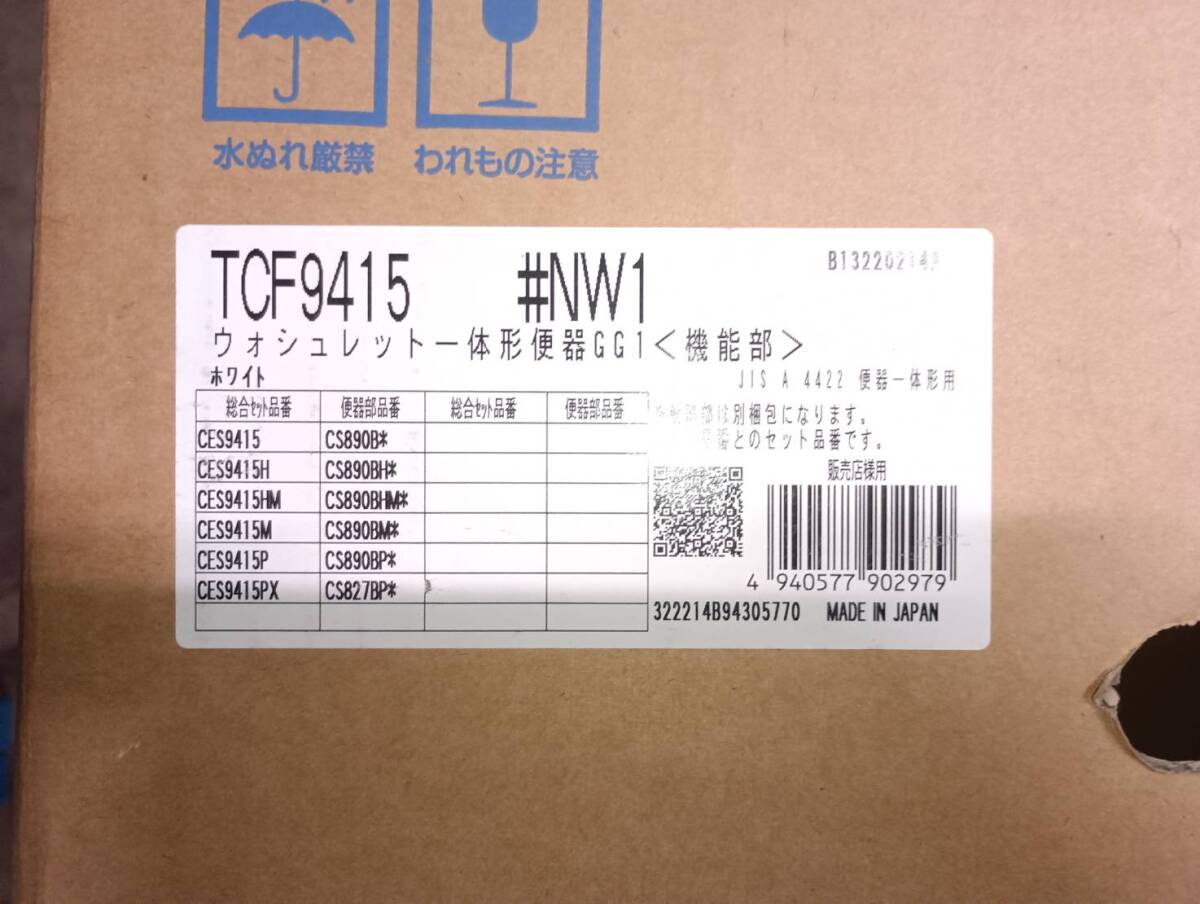 水ぬれ厳禁 われもの注意
TCF9415 #NW1
ウォシュレット一体形便器GG1<機能部>
ホワイト
JIS A 4422 便器一体形用
総合ｾｯﾄ品番 便器部品番 総合ｾｯﾄ品番 便器部品番
CES9415 CS890B*
CES9415H CS890BH*
CES9415HM CS890BHM*
CES9415M CS890BM*
CES9415P CS890BP*
CES9415PX CS827BP*
別梱包になります。
とのセット品番です。
販売店様用
4 940577 902979
322214B94305770 MADE IN JAPAN